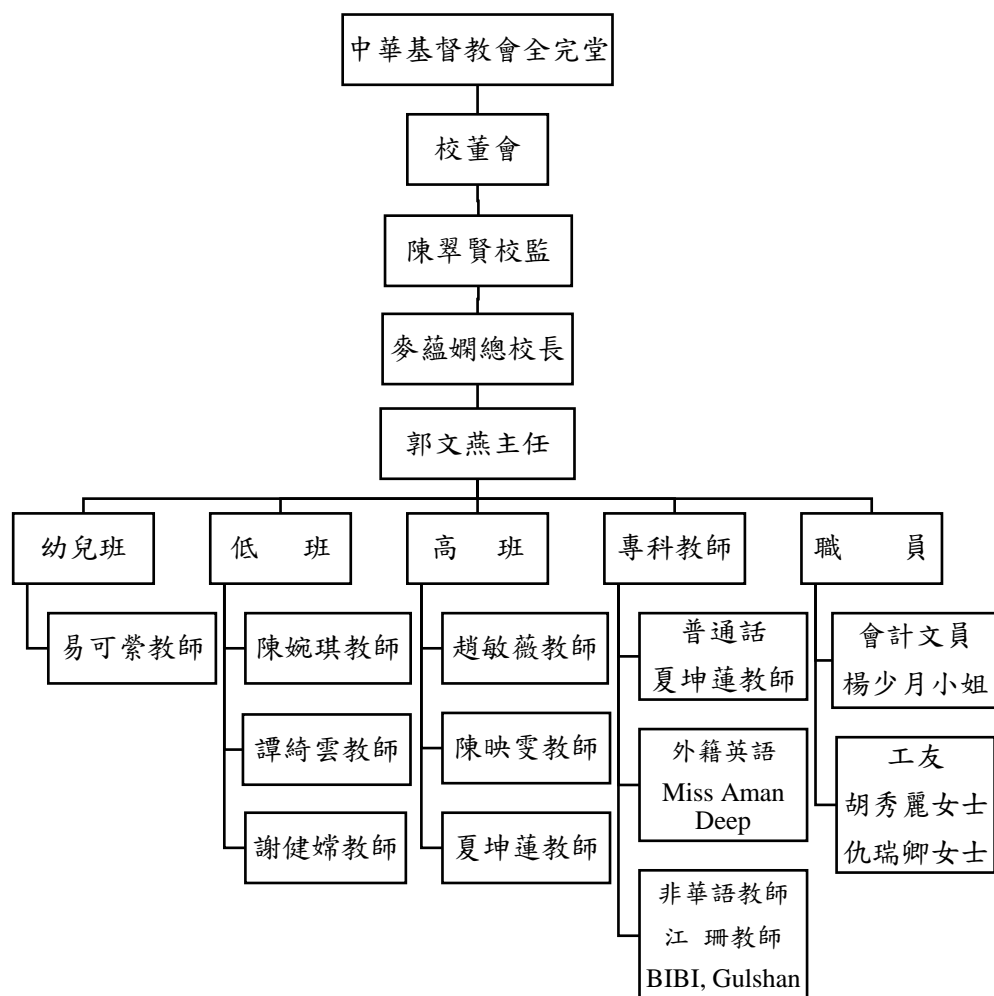 中華基督教會全完堂
校董會
陳翠賢校監
麥蘊嫻總校長
郭文燕主任
幼兒班
低　班
高　班
專科教師
職　員
易可縈教師
陳婉琪教師
譚綺雲教師
謝健嫦教師
趙敏薇教師
陳映雯教師
夏坤蓮教師
普通話
夏坤蓮教師
外籍英語
Miss Aman
Deep
非華語教師
江 珊教師
BIBI, Gulshan
會計文員
楊少月小姐
工友
胡秀麗女士
仇瑞卿女士